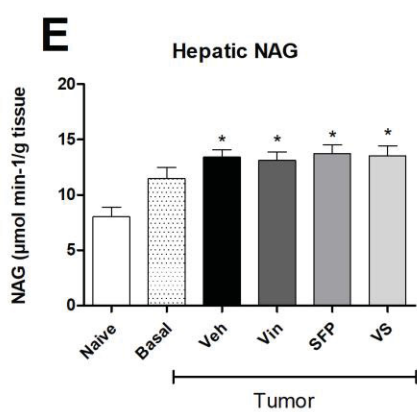 E
Hepatic NAG
NAG (µmol min-1/g tissue
20
15
10
5
0
* * * *
Naive Basal Veh Vin SFP VS
Tumor